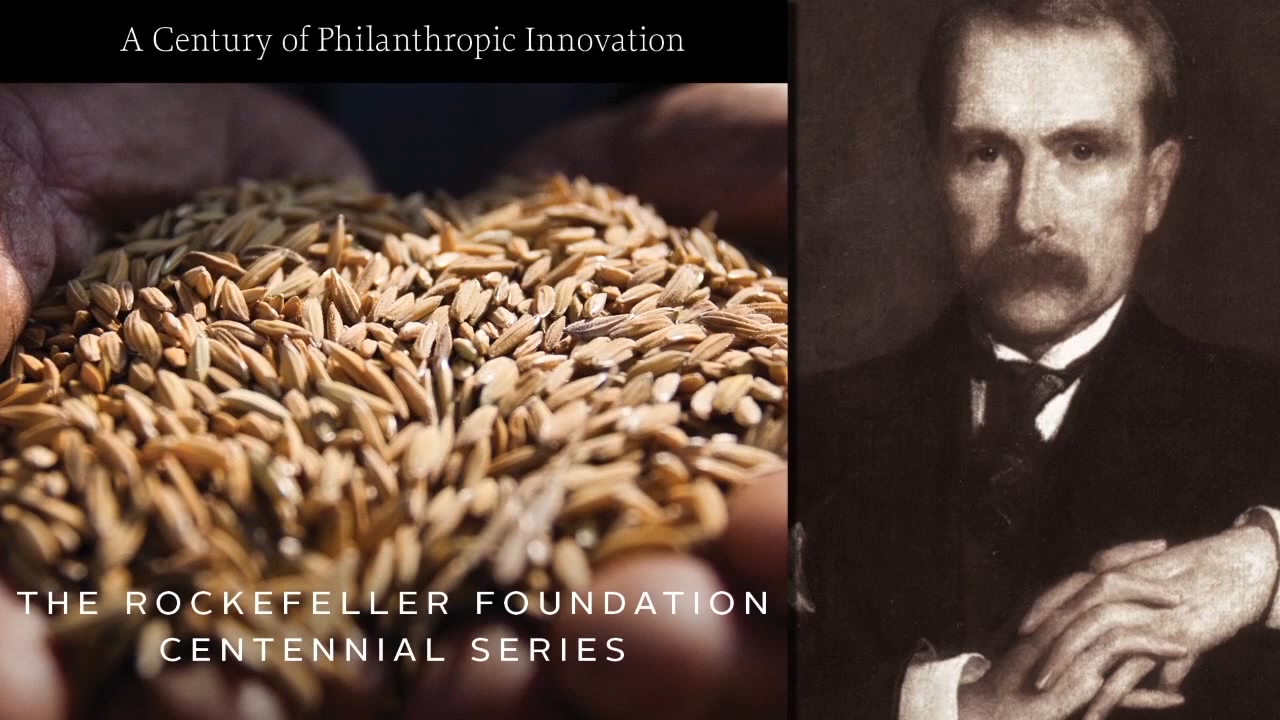 A Century of Philanthropic Innovation
THE ROCKEFELLER FOUNDATION
CENTENNIAL SERIES